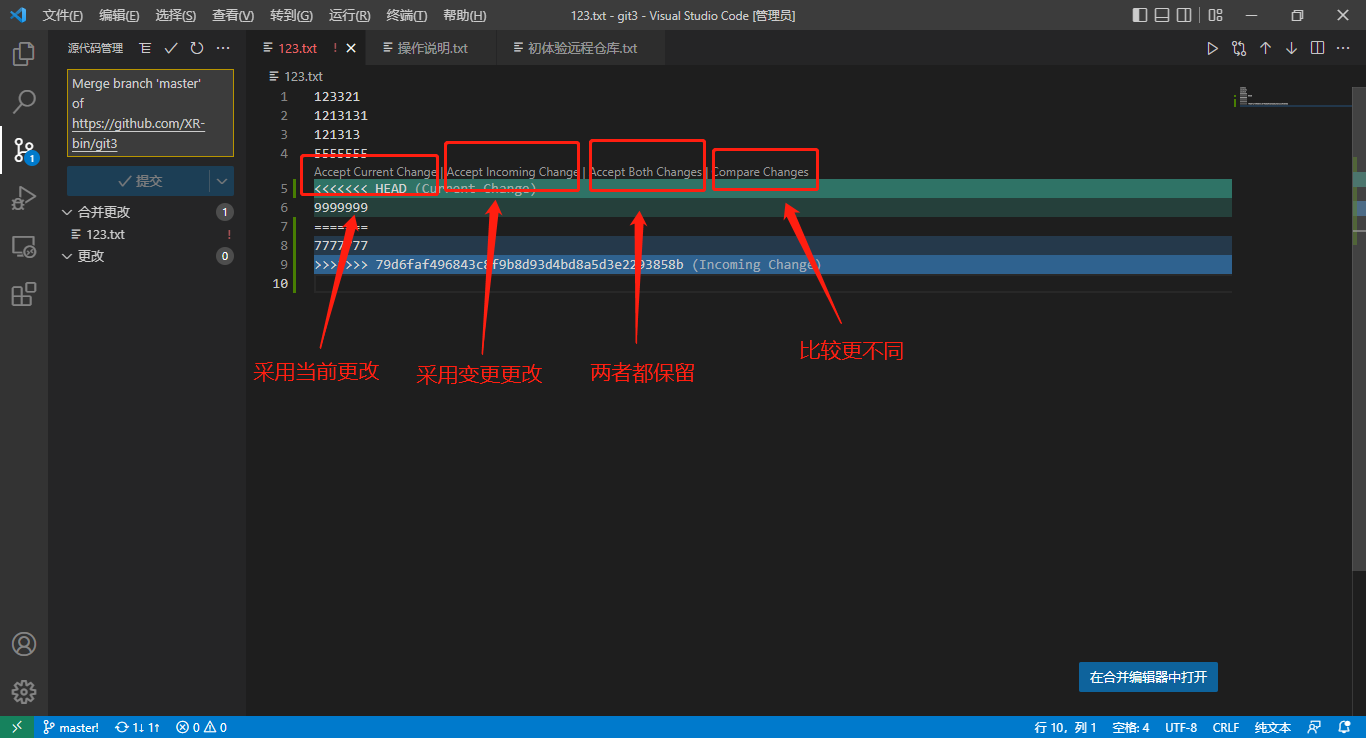 文件(F) 编辑(E) 选择(S) 查看(V) 转到(G) 运行(R) 终端(T) 帮助(H) 123.txt - git3 - Visual Studio Code [管理员]
源代码管理
123.txt ! 操作说明.txt 初体验远程仓库.txt
Merge branch 'master'
of
https://github.com/XR-
bin/git3
提交
合并更改 1
123.txt !
更改 0
123.txt
1 123321
2 1213131
3 121313
4 5555555
Accept Current Change | Accept Incoming Change | Accept Both Changes | Compare Changes
5 <<<<<<< HEAD (Current Change)
6 9999999
7 =======
8 7777777
9 >>>>>>> 79d6faf496843c8f9b8d93d4bd8a5d3e2293858b (Incoming Change)
10
采用当前更改
采用变更更改
两者都保留
比较更不同
在合并编辑器中打开
master! 1↓ 1↑ 0 0 行 10，列 1 空格: 4 UTF-8 CRLF 纯文本